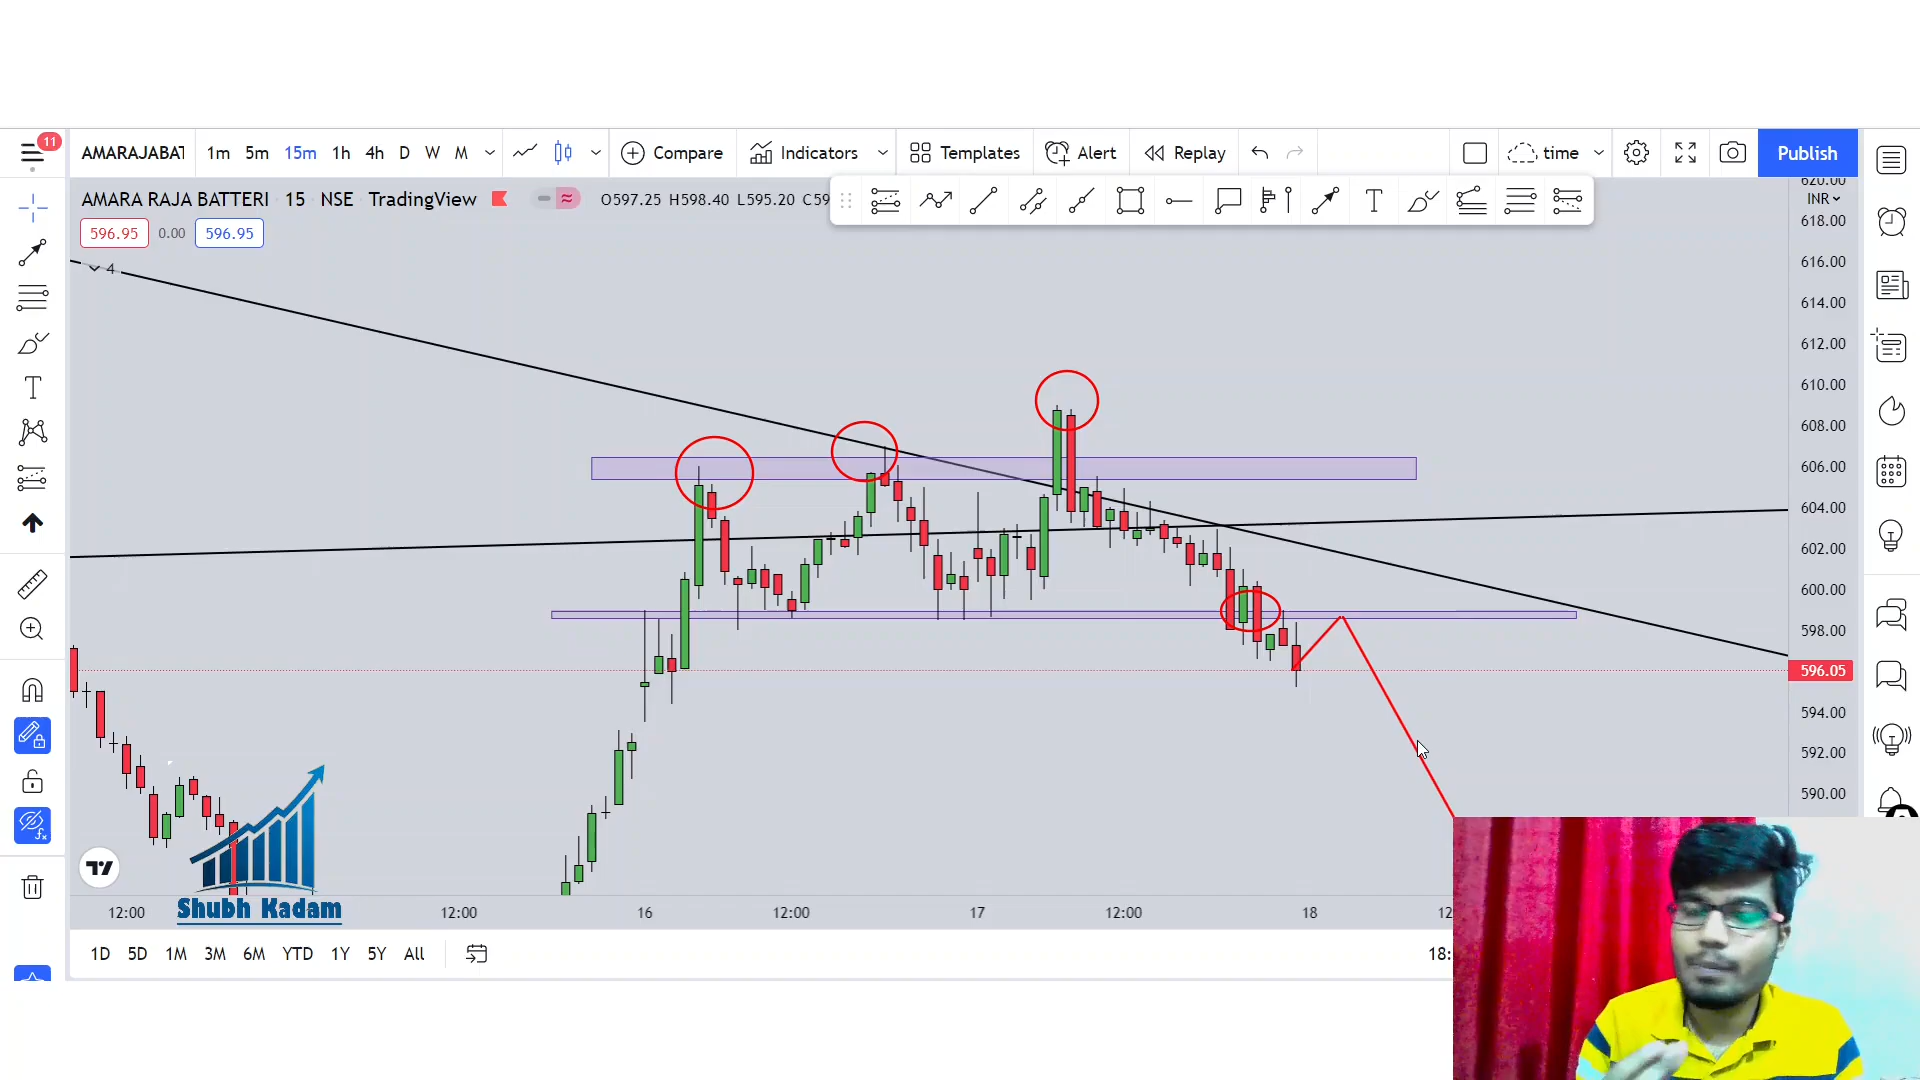 11
AMARAJABAT 1m 5m 15m 1h 4h D W M Compare Indicators Templates Alert Replay time Publish
AMARA RAJA BATTERI 15 NSE TradingView O597.25 H598.40 L595.20 C59
620.00
INR
596.95 0.00 596.95
618.00
4
616.00
614.00
612.00
610.00
608.00
606.00
604.00
602.00
600.00
598.00
596.05
594.00
592.00
590.00
Shubh Kadam
12:00 12:00 16 12:00 17 12:00 18 12
1D 5D 1M 3M 6M YTD 1Y 5Y All 18: